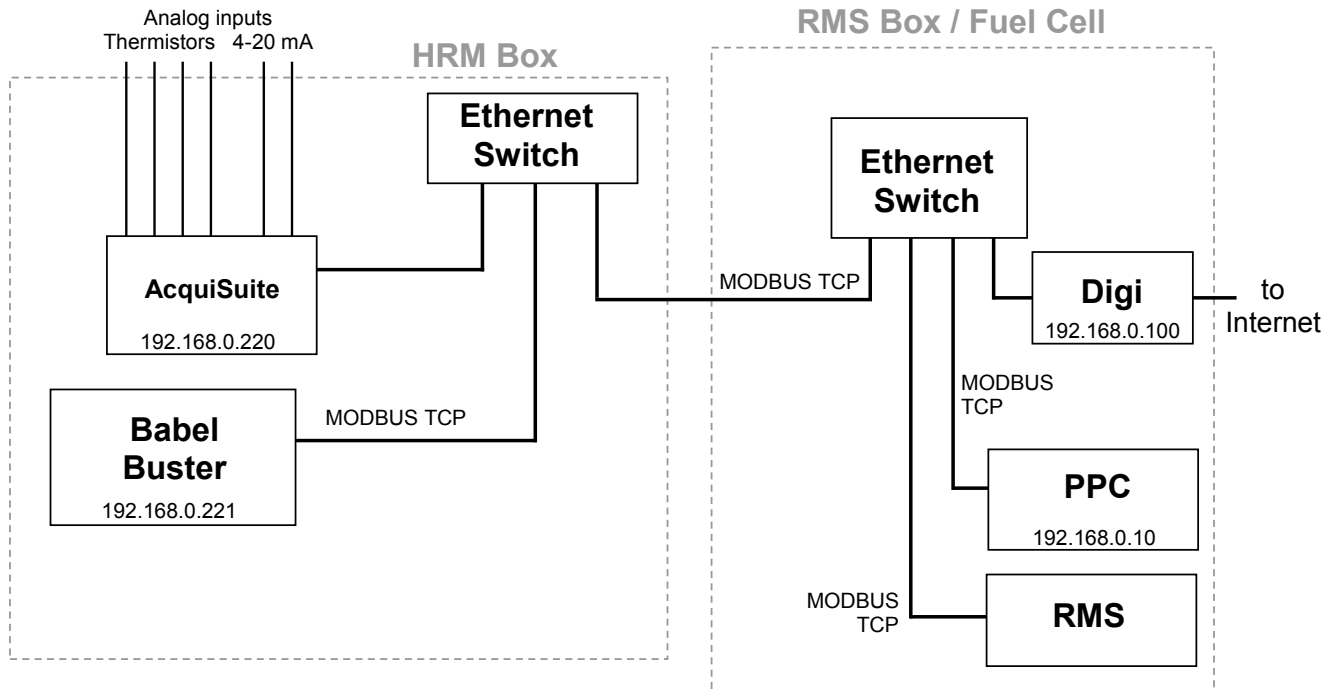 Analog inputs
Thermistors 4-20 mA
HRM Box
RMS Box / Fuel Cell
Ethernet
Switch
Ethernet
Switch
AcquiSuite
192.168.0.220
MODBUS TCP
Digi
192.168.0.100
to
Internet
Babel
Buster
192.168.0.221
MODBUS TCP
MODBUS
TCP
PPC
192.168.0.10
MODBUS
TCP
RMS